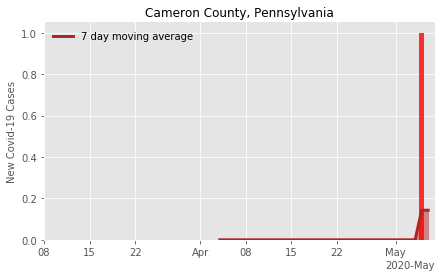 Cameron County, Pennsylvania
7 day moving average
New Covid-19 Cases
1.0
0.8
0.6
0.4
0.2
0.0
08 15 22 Apr 08 15 22 May
2020-May